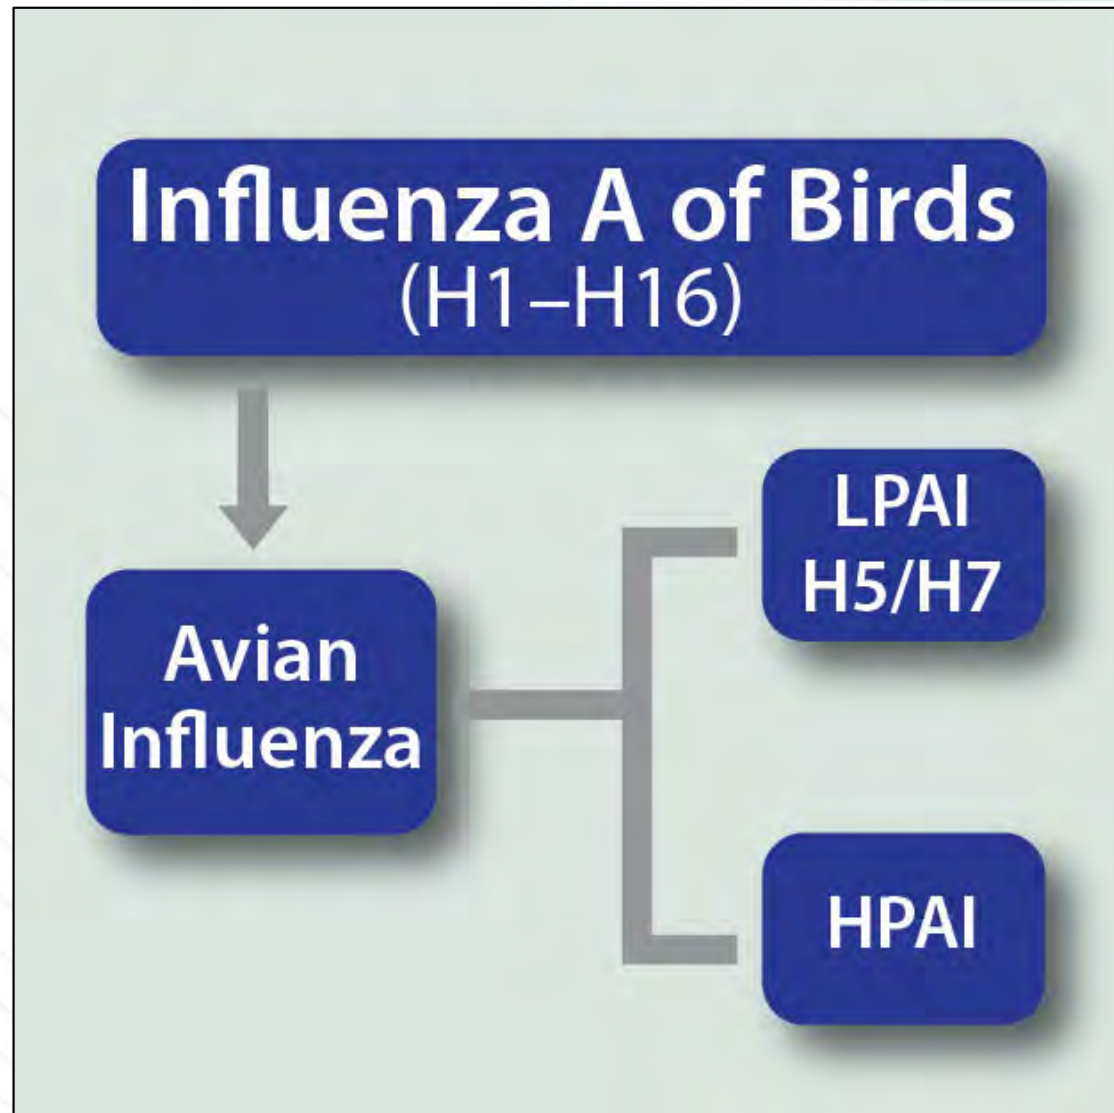 Influenza A of Birds
(H1–H16)
LPAI
H5/H7
Avian
Influenza
HPAI